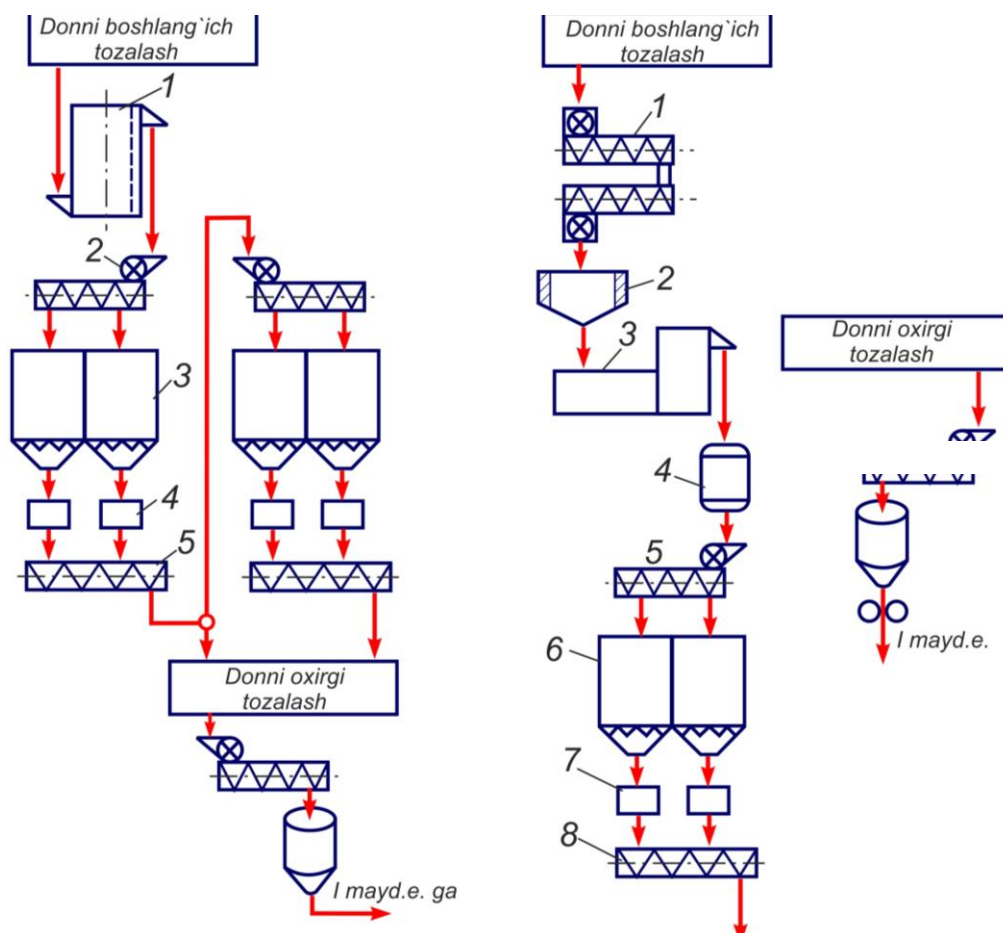 Donni boshlang`ich
tozalash
1
2
3
4
5
Donni oxirgi
tozalash
I mayd.e. ga
Donni boshlang`ich
tozalash
1
2
3
4
5
6
7
8
Donni oxirgi
tozalash
I mayd.e.